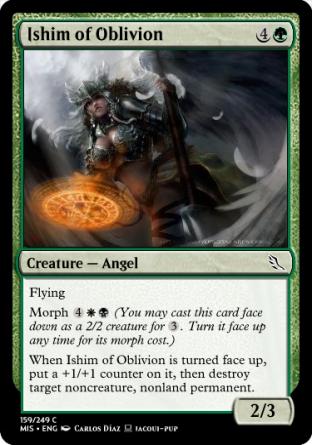 Ishim of Oblivion 4
Creature — Angel
Flying
Morph 4 (You may cast this card face
down as a 2/2 creature for 3. Turn it face up
any time for its morph cost.)
When Ishim of Oblivion is turned face up,
put a +1/+1 counter on it, then destroy
target noncreature, nonland permanent.
2/3
159/249 C
MIS • ENG Carlos Díaz iacoui-pup